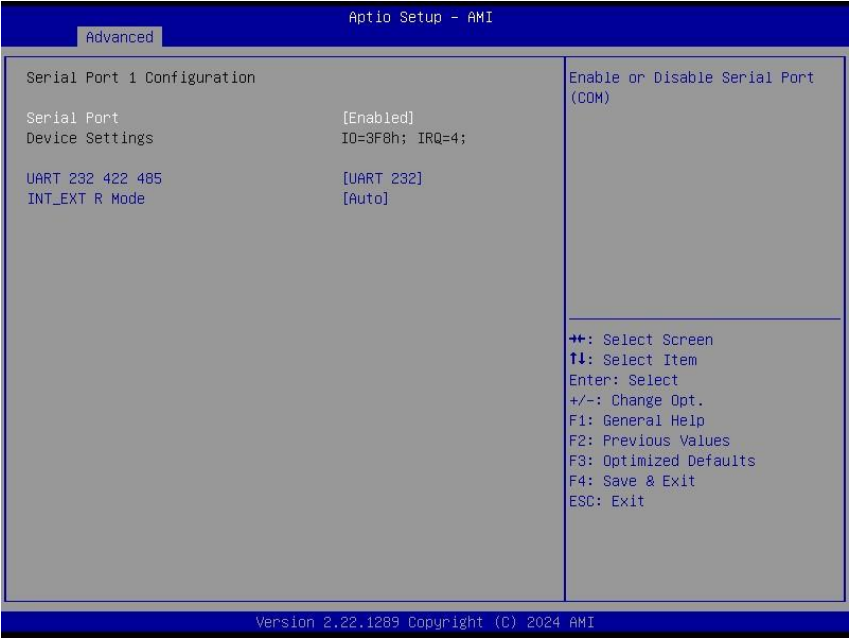 Aptio Setup - AMI
Advanced
Serial Port 1 Configuration
Serial Port [Enabled]
Device Settings IO=3F8h; IRQ=4;
UART 232 422 485 [UART 232]
INT_EXT R Mode [Auto]
Enable or Disable Serial Port
(COM)
→←: Select Screen
↑↓: Select Item
Enter: Select
+/-: Change Opt.
F1: General Help
F2: Previous Values
F3: Optimized Defaults
F4: Save & Exit
ESC: Exit
Version 2.22.1289 Copyright (C) 2024 AMI